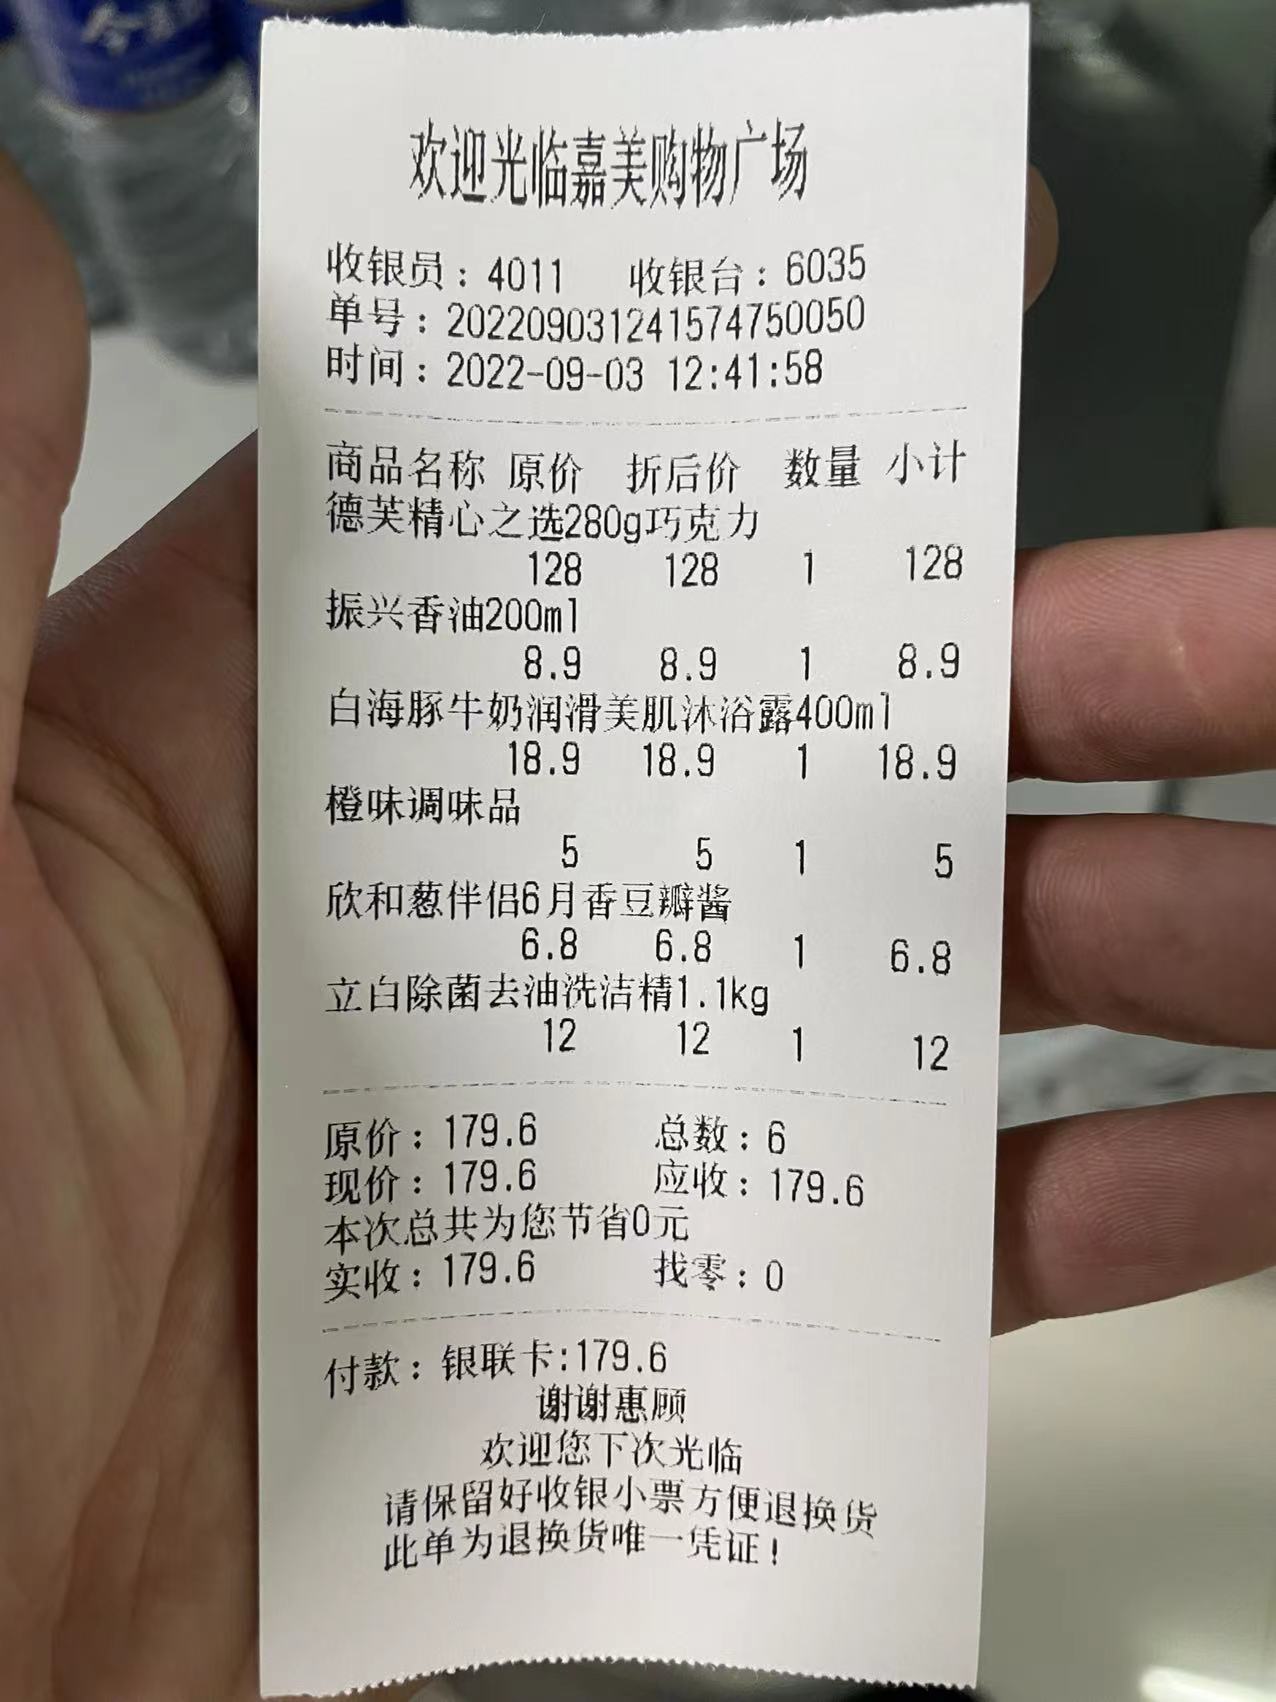 欢迎光临嘉美购物广场
收银员：4011 收银台：6035
单号：202209031241574750050
时间：2022-09-03 12:41:58
商品名称 原价 折后价 数量 小计
德芙精心之选280g巧克力
128 128 1 128
振兴香油200ml
8.9 8.9 1 8.9
白海豚牛奶润滑美肌沐浴露400ml
18.9 18.9 1 18.9
橙味调味品
5 5 1 5
欣和葱伴侣6月香豆瓣酱
6.8 6.8 1 6.8
立白除菌去油洗洁精1.1kg
12 12 1 12
原价：179.6 总数：6
现价：179.6 应收：179.6
本次总共为您节省0元
实收：179.6 找零：0
付款：银联卡:179.6
谢谢惠顾
欢迎您下次光临
请保留好收银小票方便退换货
此单为退换货唯一凭证!